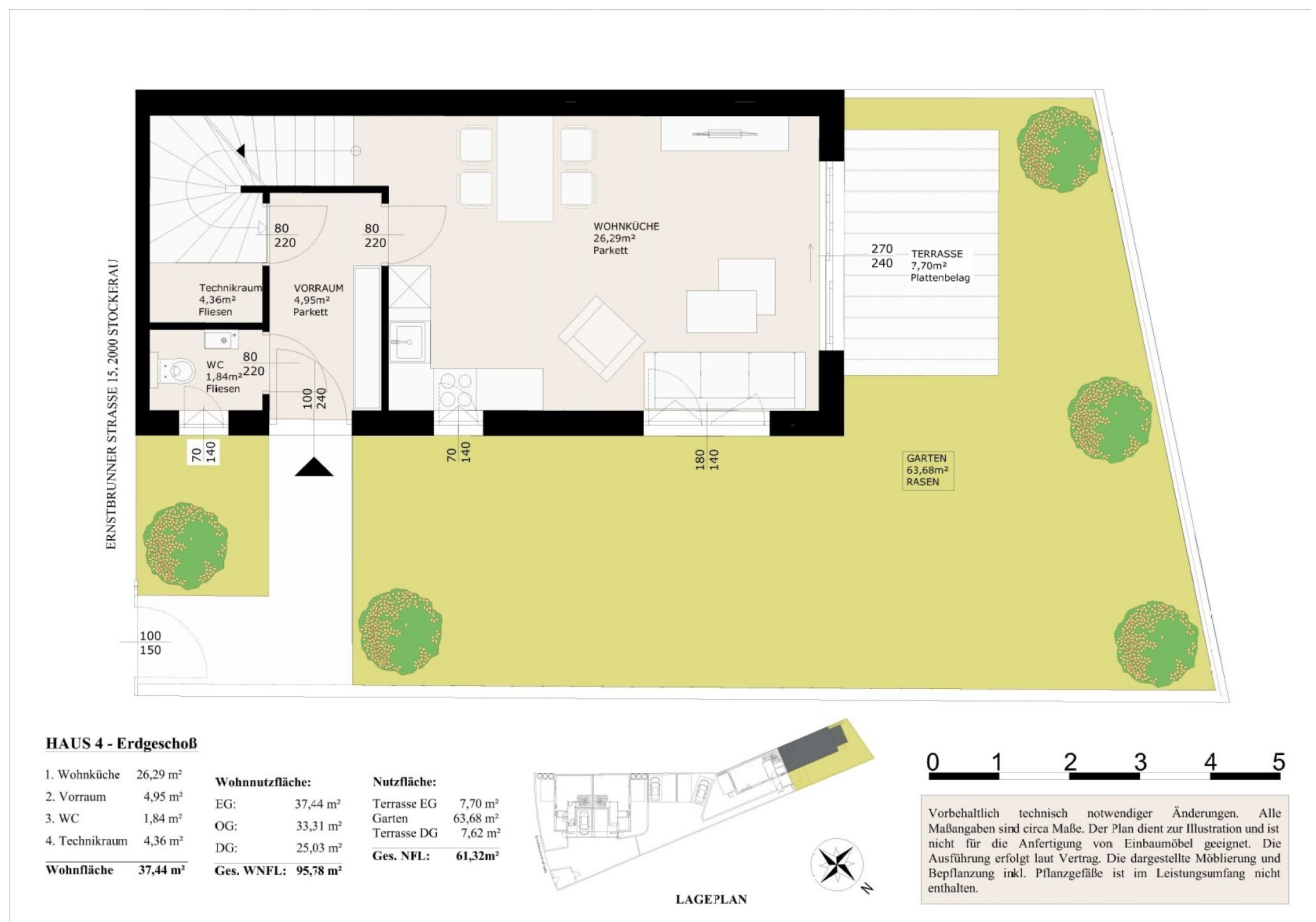 ERNSTBRUNNER STRASSE 15, 2000 STOCKERAU
80
220
80
220
WOHNKÜCHE
26,29m²
Parkett
270
240
TERRASSE
7,70m²
Plattenbelag
Technikraum
4,36m²
Fliesen
VORRAUM
4,95m²
Parkett
WC
1,84m²
Fliesen
80
220
100
240
70
140
70
140
180
140
GARTEN
63,68m²
RASEN
100
150
HAUS 4 - Erdgeschoß
1. Wohnküche 26,29 m²
2. Vorraum 4,95 m²
3. WC 1,84 m²
4. Technikraum 4,36 m²
Wohnfläche 37,44 m²
Wohnnutzfläche:
EG: 37,44 m²
OG: 33,31 m²
DG: 25,03 m²
Ges. WNFL: 95,78 m²
Nutzfläche:
Terrasse EG 7,70 m²
Garten 63,68 m²
Terrasse DG 7,62 m²
Ges. NFL: 61,32m²
LAGEPLAN
N
0 1 2 3 4 5
Vorbehaltlich technisch notwendiger Änderungen. Alle
Maßangaben sind circa Maße. Der Plan dient zur Illustration und ist
nicht für die Anfertigung von Einbaumöbel geeignet. Die
Ausführung erfolgt laut Vertrag. Die dargestellte Möblierung und
Bepflanzung inkl. Pflanzgefäße ist im Leistungsumfang nicht
enthalten.